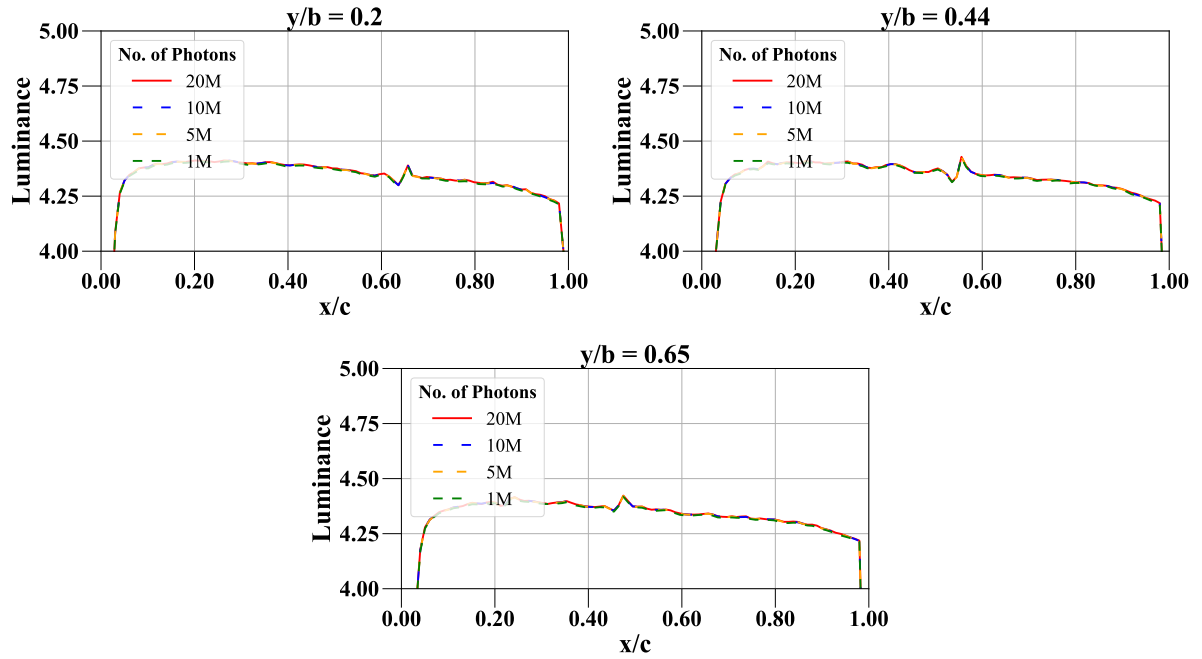 y/b = 0.2
5.00
4.75
4.50
4.25
4.00
Luminance
No. of Photons
20M
10M
5M
1M
0.00 0.20 0.40 0.60 0.80 1.00
x/c
y/b = 0.44
5.00
4.75
4.50
4.25
4.00
Luminance
No. of Photons
20M
10M
5M
1M
0.00 0.20 0.40 0.60 0.80 1.00
x/c
y/b = 0.65
5.00
4.75
4.50
4.25
4.00
Luminance
No. of Photons
20M
10M
5M
1M
0.00 0.20 0.40 0.60 0.80 1.00
x/c